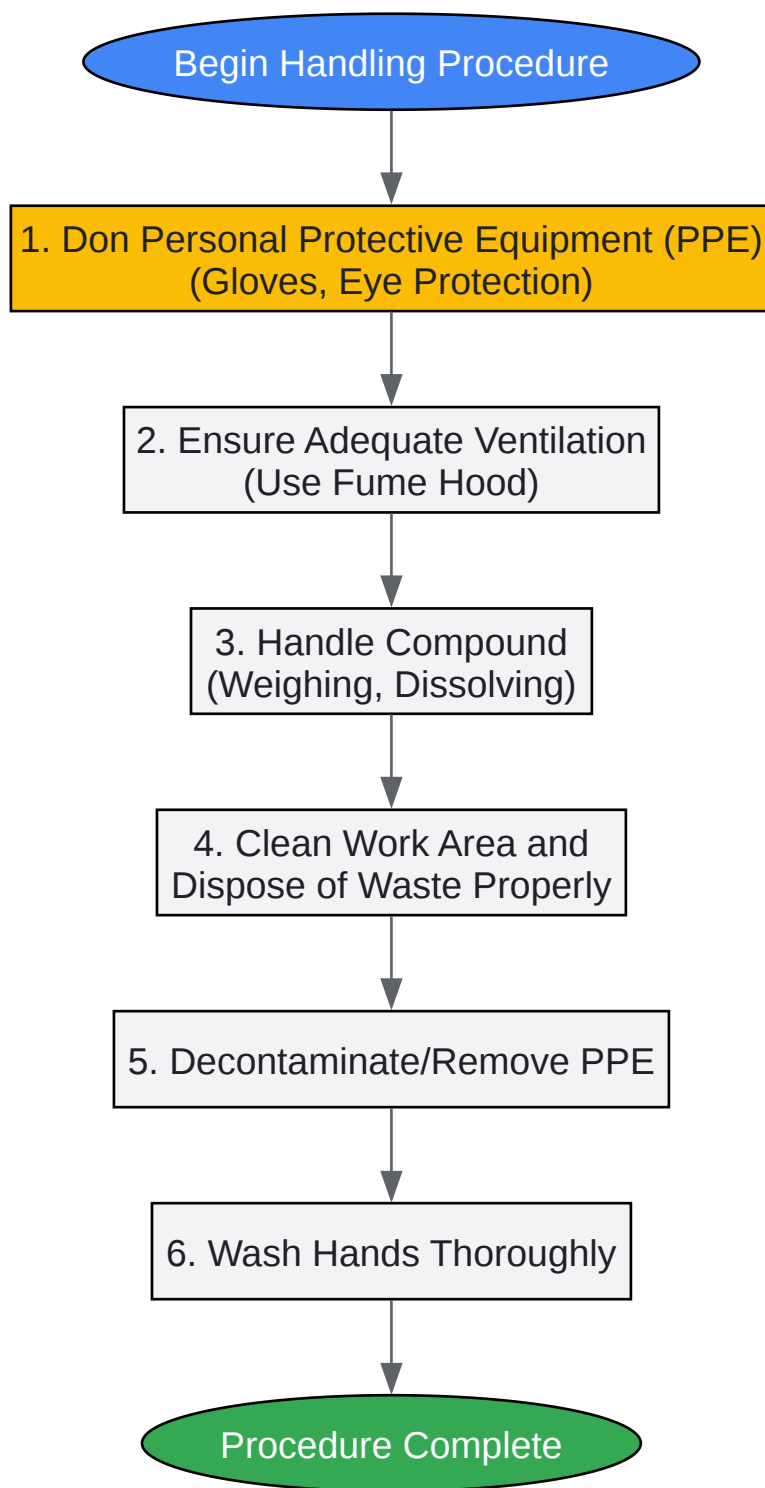 Begin Handling Procedure
1. Don Personal Protective Equipment (PPE)
(Gloves, Eye Protection)
2. Ensure Adequate Ventilation
(Use Fume Hood)
3. Handle Compound
(Weighing, Dissolving)
4. Clean Work Area and
Dispose of Waste Properly
5. Decontaminate/Remove PPE
6. Wash Hands Thoroughly
Procedure Complete